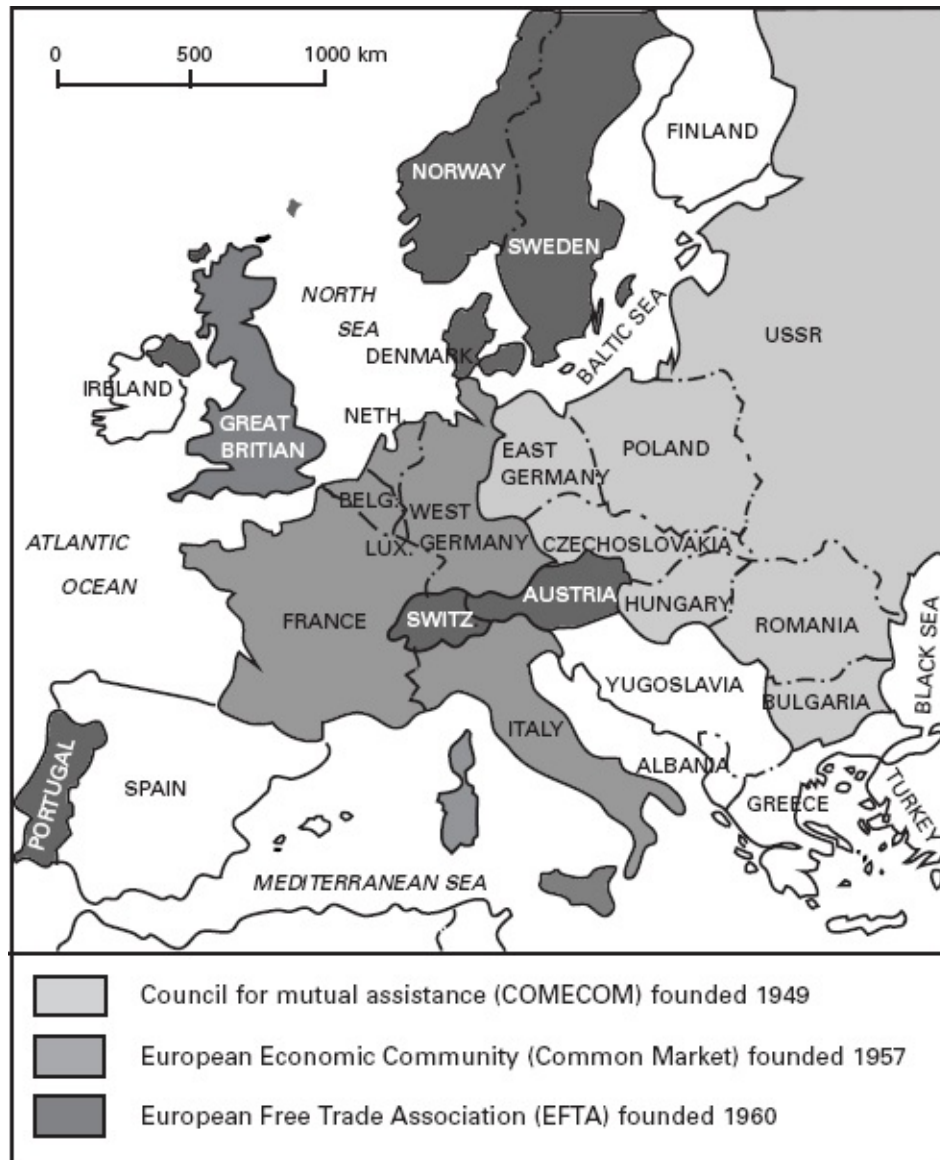 0 500 1000 km
FINLAND
NORWAY
SWEDEN
NORTH
SEA
BALTIC SEA
USSR
DENMARK
IRELAND
NETH.
GREAT
BRITIAN
EAST
GERMANY
POLAND
BELG.
WEST
GERMANY
LUX.
CZECHOSLOVAKIA
ATLANTIC
OCEAN
AUSTRIA
HUNGARY
FRANCE
SWITZ
ROMANIA
BLACK SEA
YUGOSLAVIA
BULGARIA
ITALY
PORTUGAL
SPAIN
ALBANIA
GREECE
TURKEY
MEDITERRANEAN SEA
Council for mutual assistance (COMECOM) founded 1949
European Economic Community (Common Market) founded 1957
European Free Trade Association (EFTA) founded 1960